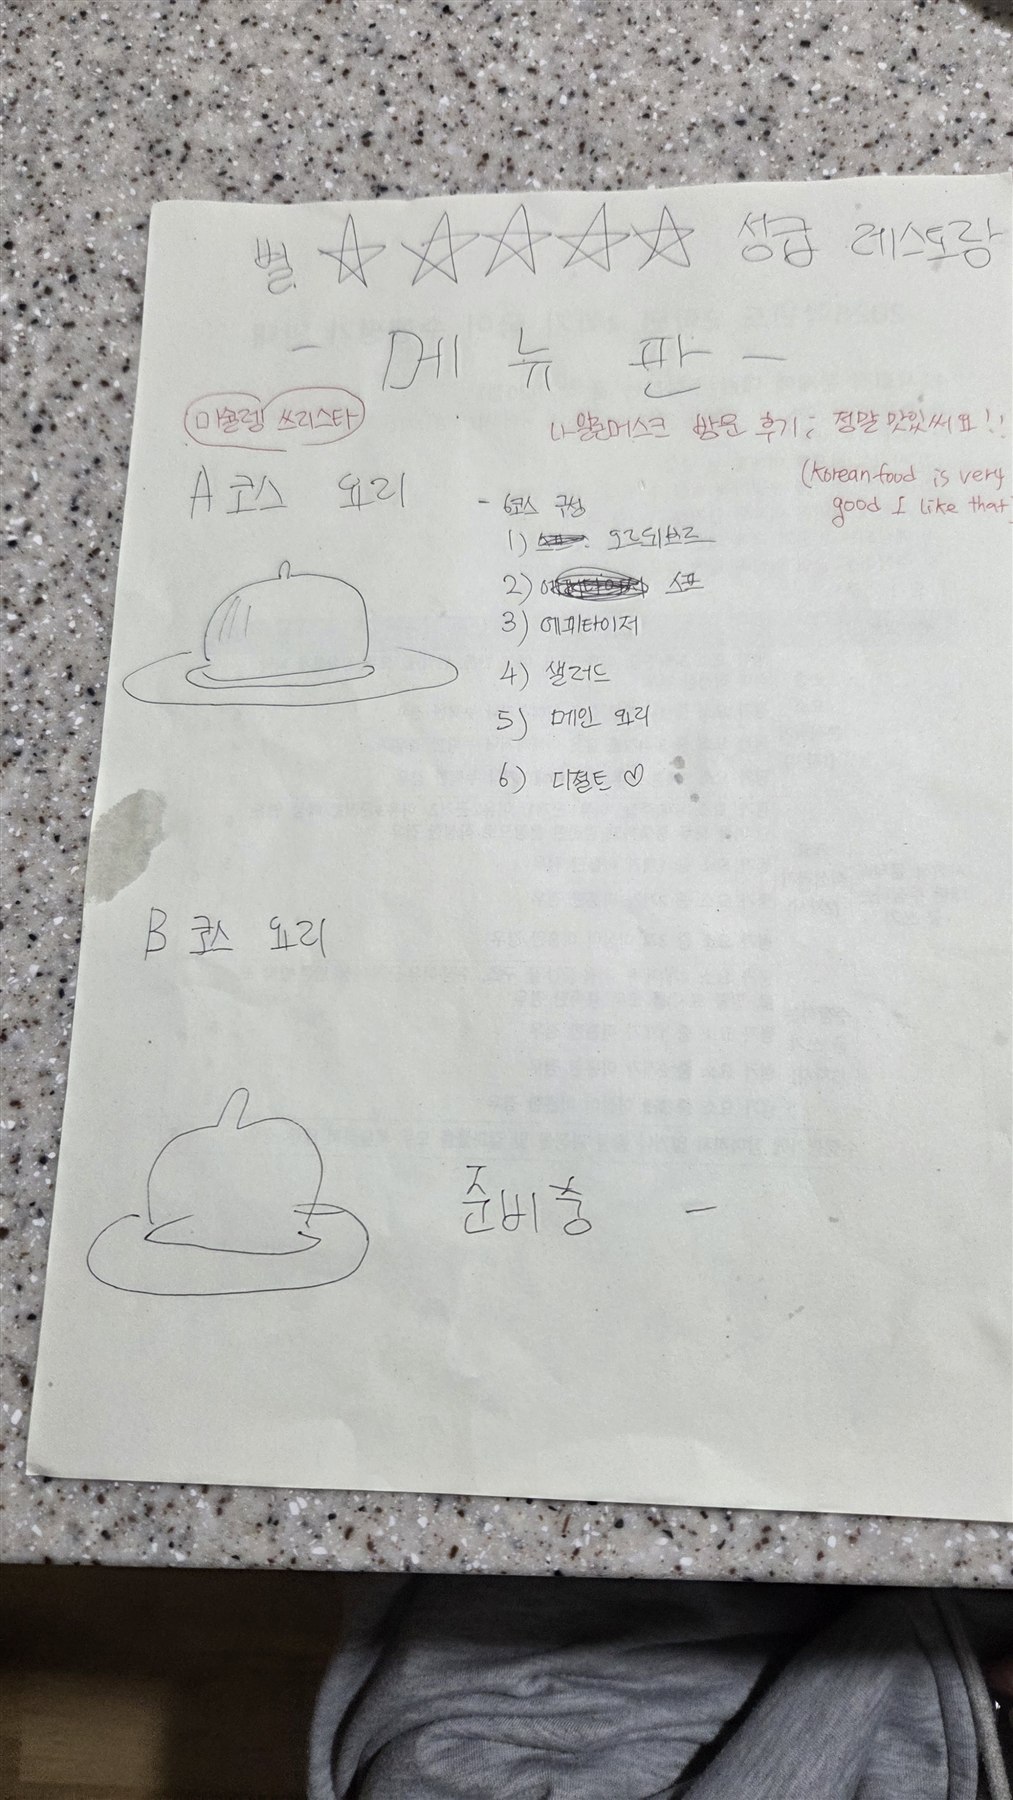 별 ☆☆☆☆☆ 성급 레스토랑
- 메뉴판 -
미슐렝 쓰리스타
나 일론머스크 방문 후기 ; 정말 맛있써요!!
(Korean food is very
good I like that)
A 코스 요리
- 6코스 구성
1) 오르되브르
2) 스프
3) 에피타이저
4) 샐러드
5) 메인 요리
6) 디절트 ♡
B 코스 요리
준비중 -